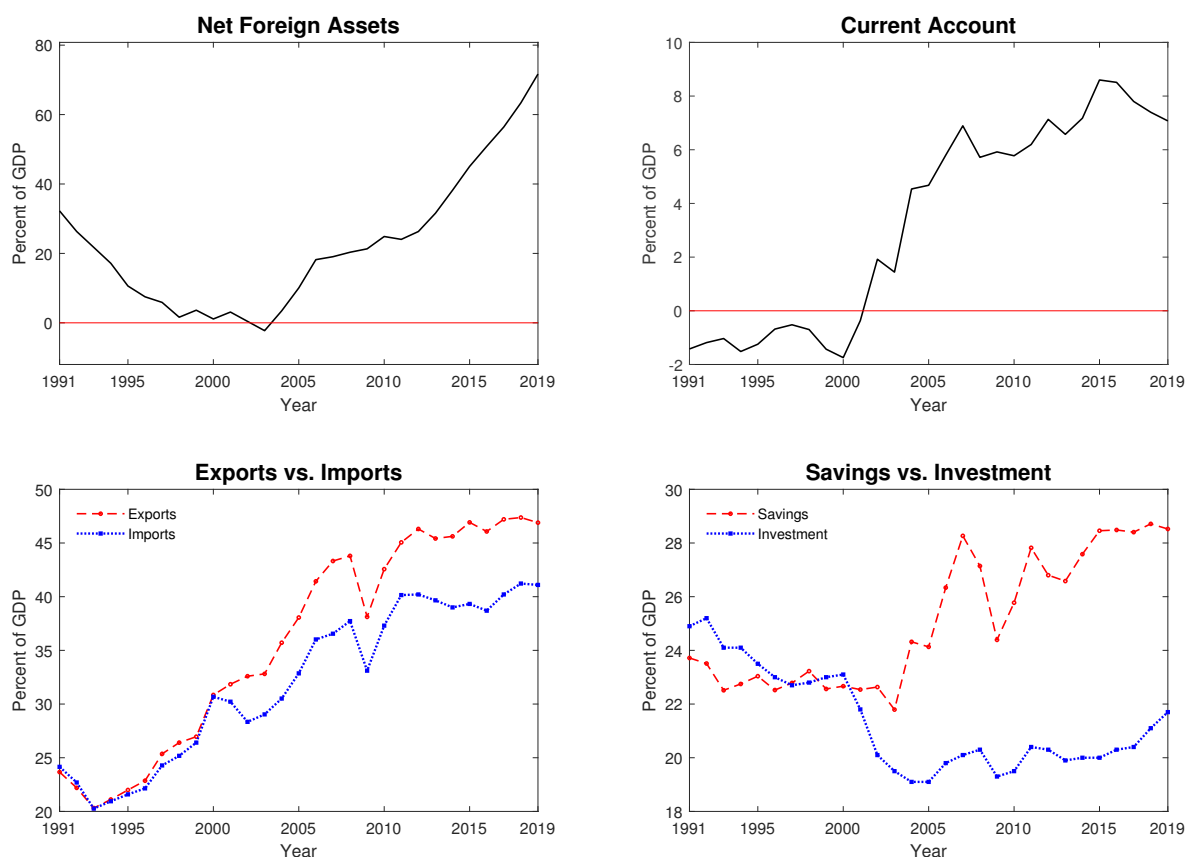 Net Foreign Assets
80
60
40
20
0
Percent of GDP
1991 1995 2000 2005 2010 2015 2019
Year
Current Account
10
8
6
4
2
0
-2
Percent of GDP
1991 1995 2000 2005 2010 2015 2019
Year
Exports vs. Imports
50
45
40
35
30
25
20
Percent of GDP
Exports
Imports
1991 1995 2000 2005 2010 2015 2019
Year
Savings vs. Investment
30
28
26
24
22
20
18
Percent of GDP
Savings
Investment
1991 1995 2000 2005 2010 2015 2019
Year